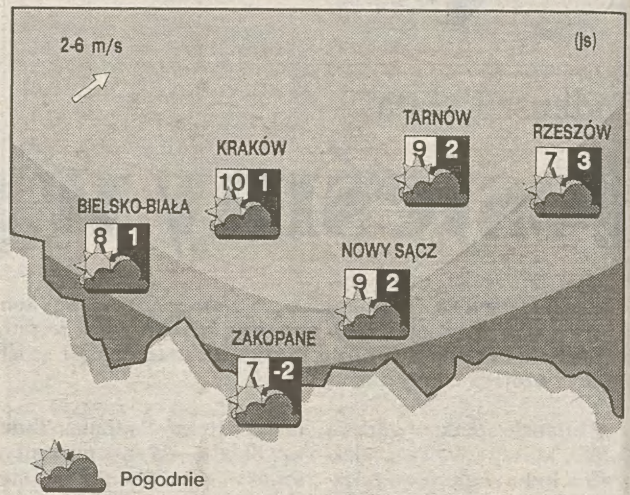 2-6 m/s
(js)
TARNÓW
9 2
RZESZÓW
7 3
KRAKÓW
10 1
BIELSKO-BIAŁA
8 1
NOWY SĄCZ
9 2
ZAKOPANE
7 -2
Pogodnie